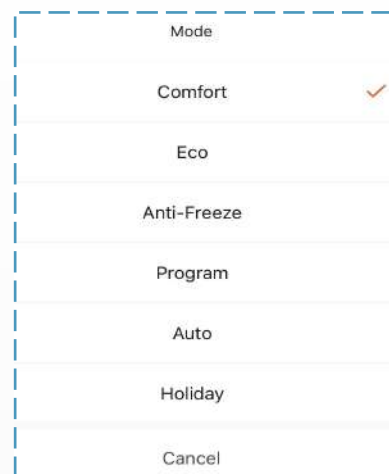 Mode
Comfort
Eco
Anti-Freeze
Program
Auto
Holiday
Cancel